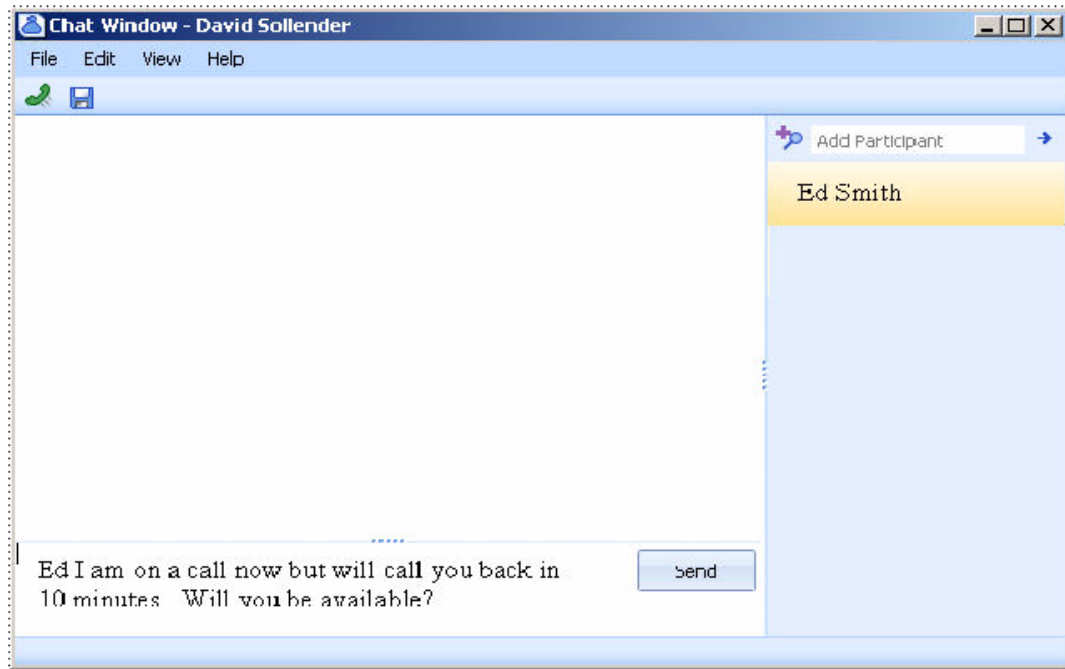 Chat Window - David Sollender
File Edit View Help
Add Participant
Ed Smith
Ed I am on a call now but will call you back in
10 minutes. Will you be available?
Send